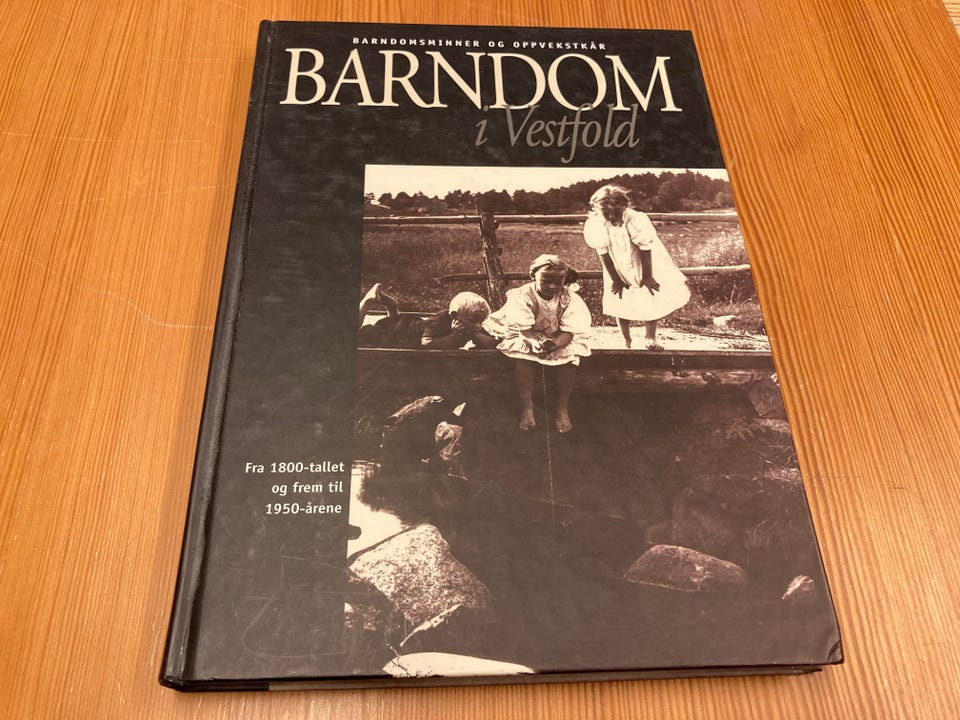 BARNDOMSMINNER OG OPPVEKSTKÅR
BARNDOM
i Vestfold
Fra 1800-tallet
og frem til
1950-årene